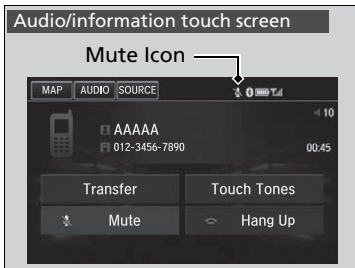 Audio/information touch screen
Mute Icon
MAP AUDIO SOURCE
10
AAAAA
012-3456-7890 00:45
Transfer Touch Tones
Mute Hang Up